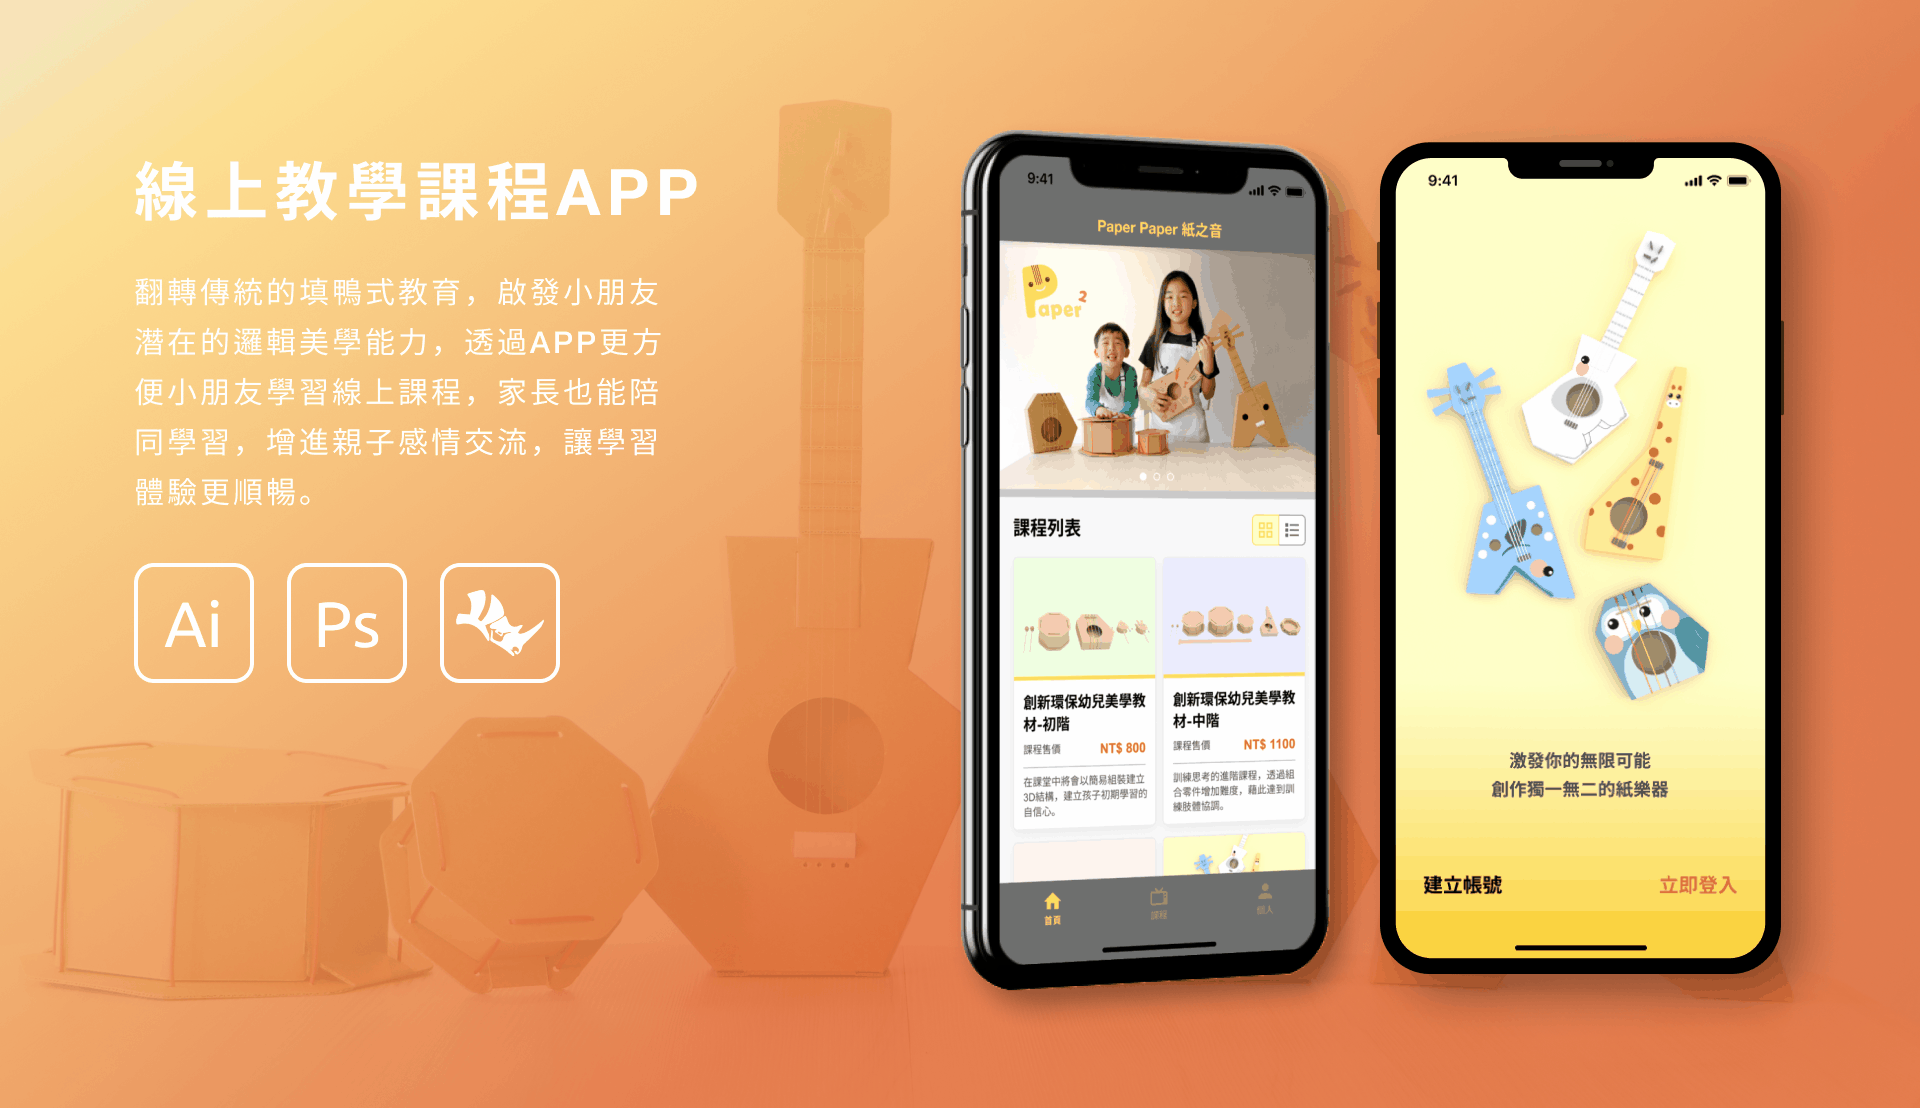 線上教學課程APP
翻轉傳統的填鴨式教育，啟發小朋友
潛在的邏輯美學能力，透過APP更方
便小朋友學習線上課程，家長也能陪
同學習，增進親子感情交流，讓學習
體驗更順暢。
Ai
Ps
9:41
Paper Paper 紙之音
Paper 2
課程列表
創新環保幼兒美學教
材-初階
課程售價 NT$ 800
在課堂中將會以簡易組裝建立
3D結構，建立孩子初期學習的
自信心。
創新環保幼兒美學教
材-中階
課程售價 NT$ 1100
訓練思考的進階課程，透過組
合零件增加難度，藉此達到訓
練肢體協調。
首頁
課程
個人
9:41
激發你的無限可能
創作獨一無二的紙樂器
建立帳號
立即登入